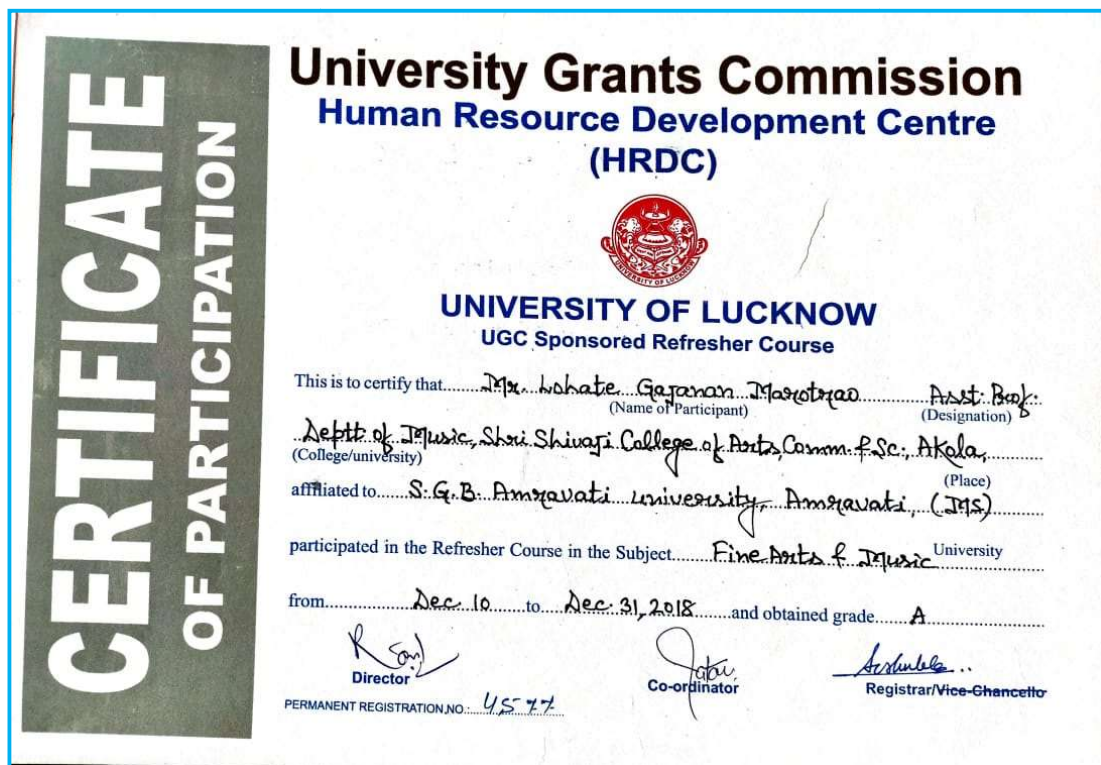 CERTIFICATE
OF PARTICIPATION
University Grants Commission
Human Resource Development Centre
(HRDC)
UNIVERSITY OF LUCKNOW
UNIVERSITY OF LUCKNOW
UGC Sponsored Refresher Course
This is to certify that Mr. Lohate Gajanan Marotrao Asst. Prof.
(Name of Participant) (Designation)
Deptt of Music, Shri Shivaji College of Arts, Comm. & Sc., Akola,
(College/university) (Place)
affiliated to S.G.B. Amravati university, Amravati, (MS)
participated in the Refresher Course in the Subject Fine Arts & Music University
from Dec. 10 to Dec. 31, 2018 and obtained grade A
Director
Co-ordinator
Registrar/Vice-Chancello
PERMANENT REGISTRATION NO.: 4577